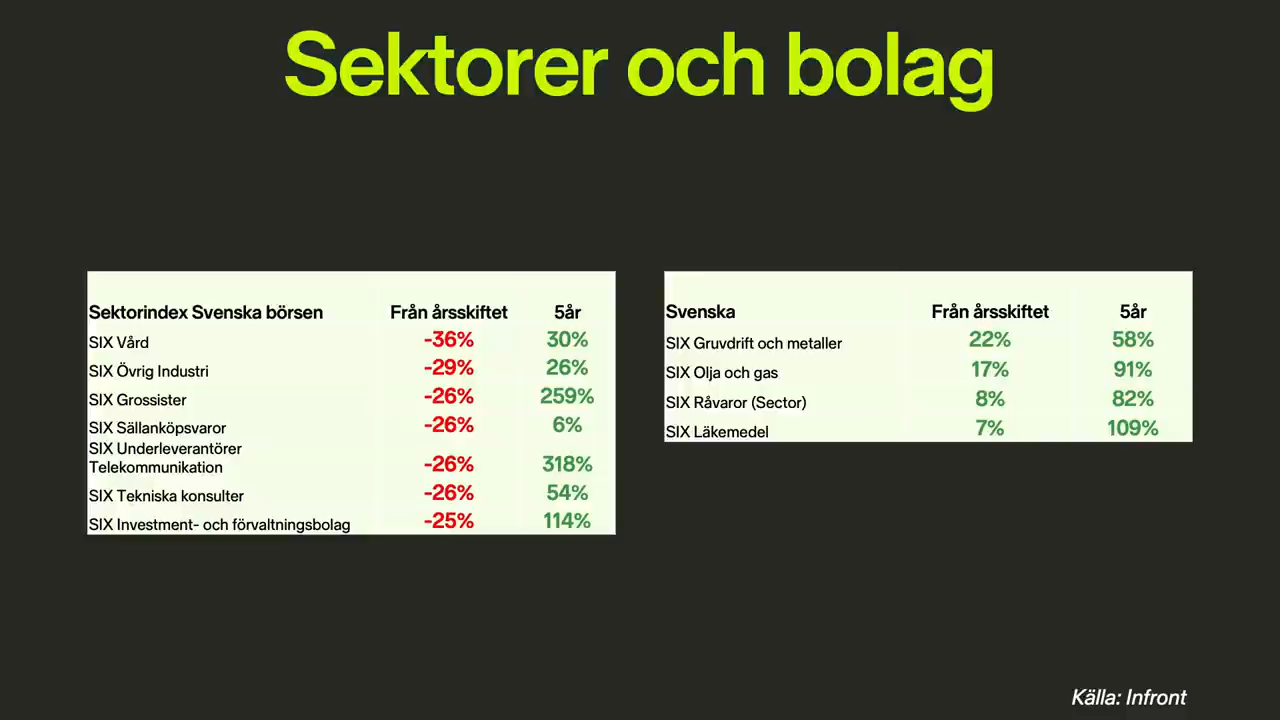 Sektorer och bolag
Sektorindex Svenska börsen Från årsskiftet 5år
SIX Vård -36% 30%
SIX Övrig Industri -29% 26%
SIX Grossister -26% 259%
SIX Sällanköpsvaror -26% 6%
SIX Underleverantörer
Telekommunikation -26% 318%
SIX Tekniska konsulter -26% 54%
SIX Investment- och förvaltningsbolag -25% 114%
Svenska Från årsskiftet 5år
SIX Gruvdrift och metaller 22% 58%
SIX Olja och gas 17% 91%
SIX Råvaror (Sector) 8% 82%
SIX Läkemedel 7% 109%
Källa: Infront